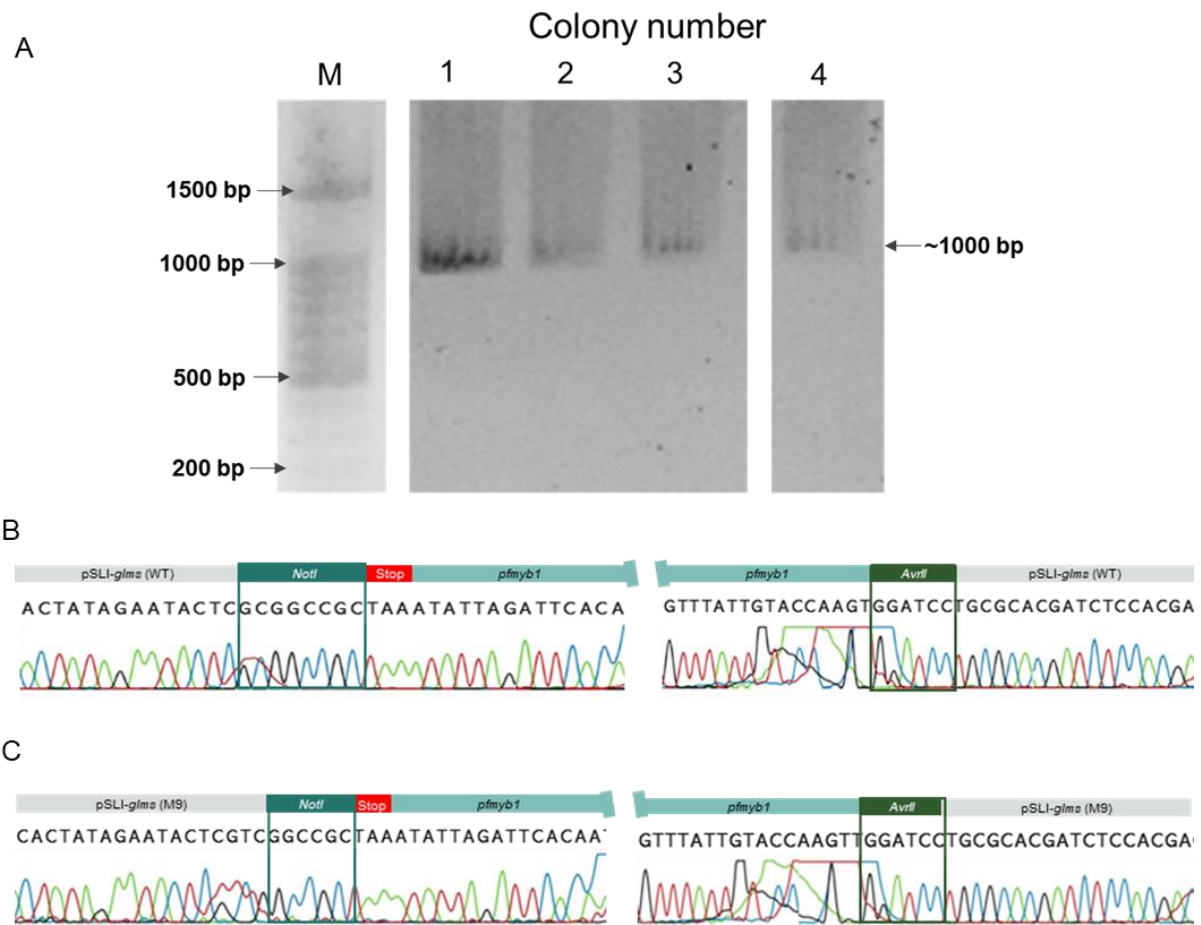 A
Colony number
M 1 2 3 4
1500 bp
1000 bp
~1000 bp
500 bp
200 bp
B
pSLI-glms (WT) NotI Stop pfmyb1 pfmyb1 AvrII pSLI-glms (WT)
ACTATAGAATACTCGCGGCCGCTAAATATTAGATTCACA GTTTATTGTACCAAGTGGATCCTGCGCACGATCTCCACGA
C
pSLI-glms (M9) NotI Stop pfmyb1 pfmyb1 AvrII pSLI-glms (M9)
CACTATAGAATACTCGTCGGCCGCTAAATATTAGATTCACAA GTTTATTGTACCAAGTTGGATCCTGCGCACGATCTCCACGA